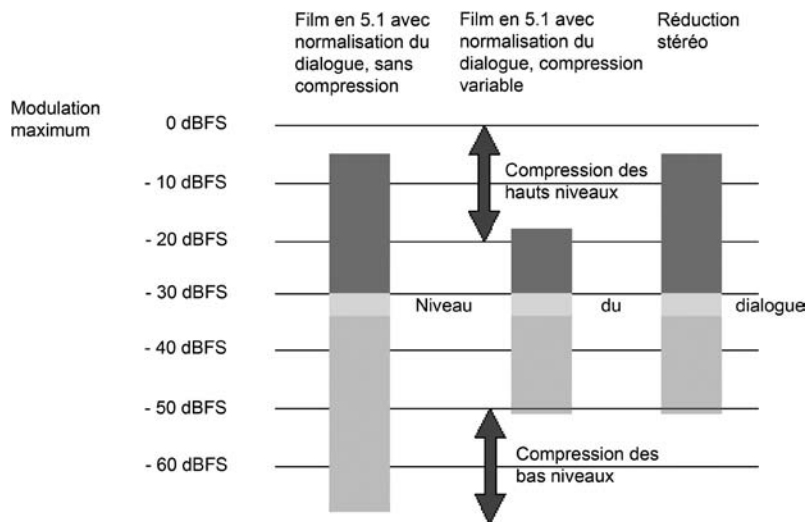 Film en 5.1 avec
normalisation du
dialogue, sans
compression
Film en 5.1 avec
normalisation du
dialogue, compression
variable
Réduction
stéréo
Modulation
maximum
0 dBFS
- 10 dBFS
- 20 dBFS
- 30 dBFS
- 40 dBFS
- 50 dBFS
- 60 dBFS
Compression des
hauts niveaux
Niveau du dialogue
Compression des
bas niveaux